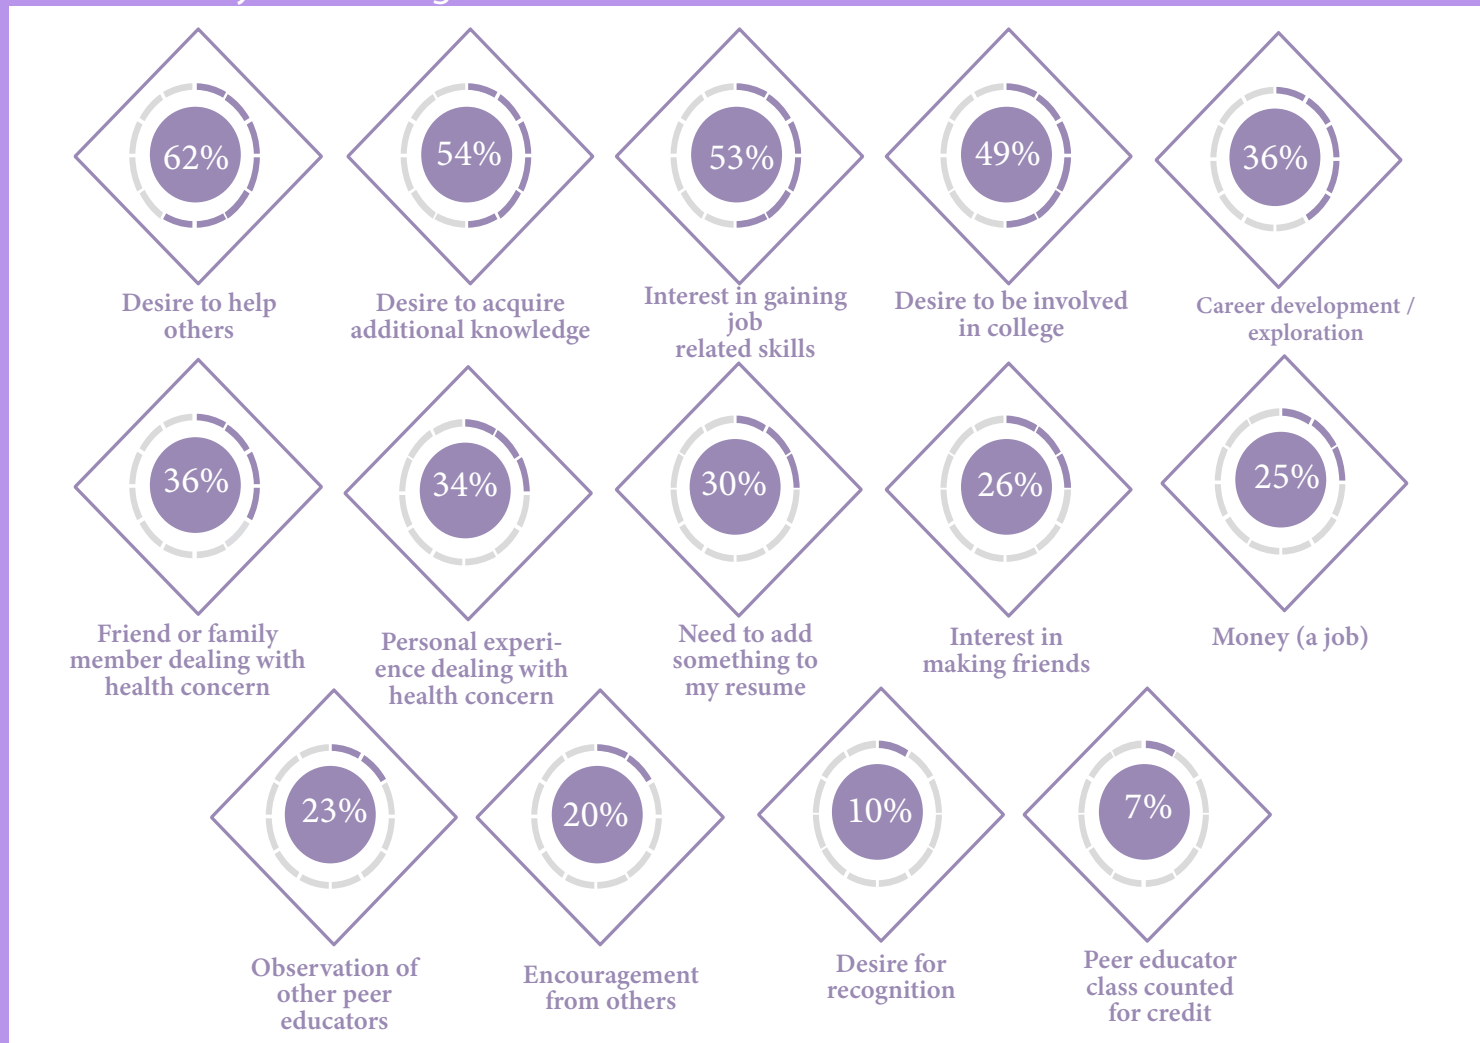 62%
Desire to help
others
54%
Desire to acquire
additional knowledge
53%
Interest in gaining
job
related skills
49%
Desire to be involved
in college
36%
Career development /
exploration
36%
Friend or family
member dealing with
health concern
34%
Personal experi-
ence dealing with
health concern
30%
Need to add
something to
my resume
26%
Interest in
making friends
25%
Money (a job)
23%
Observation of
other peer
educators
20%
Encouragement
from others
10%
Desire for
recognition
7%
Peer educator
class counted
for credit